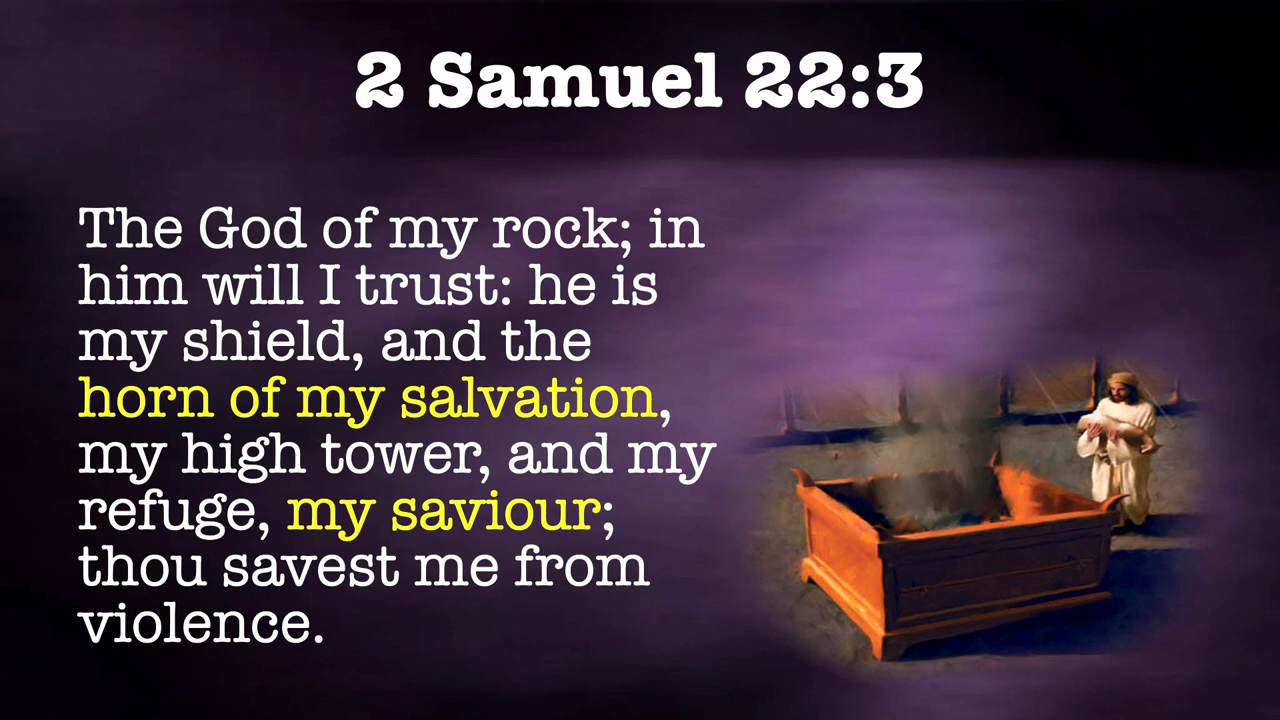 2 Samuel 22:3
The God of my rock; in
him will I trust: he is
my shield, and the
horn of my salvation,
my high tower, and my
refuge, my saviour;
thou savest me from
violence.